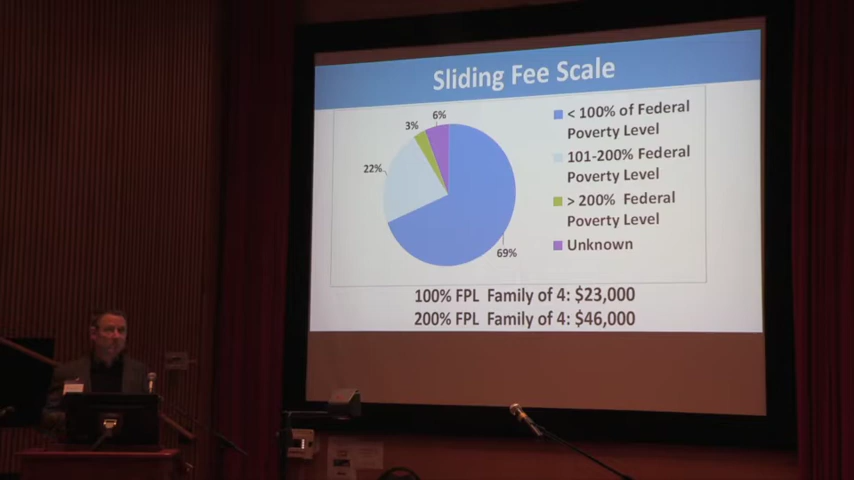 Sliding Fee Scale
6%
3%
22%
69%
< 100% of Federal
Poverty Level
101-200% Federal
Poverty Level
> 200% Federal
Poverty Level
Unknown
100% FPL Family of 4: $23,000
200% FPL Family of 4: $46,000